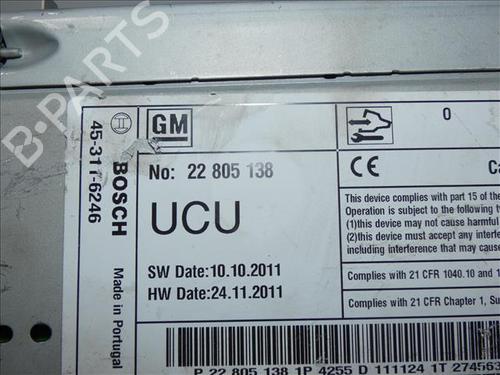 B-PARTS
45-311-6246
BOSCH
Made in Portugal
GM
No: 22 805 138
UCU
SW Date:10.10.2011
HW Date:24.11.2011
0
CE
This device complies with part 15 of the
Operation is subject to the following
(1)this device may not cause harmful
(2)this device must accept any interf
including interference that may cause
Complies with 21 CFR 1040.10 and 1
Complies with 21 CFR Chapter 1, Su
P 22 805 138 1P 4255 D 111124 1T 274563